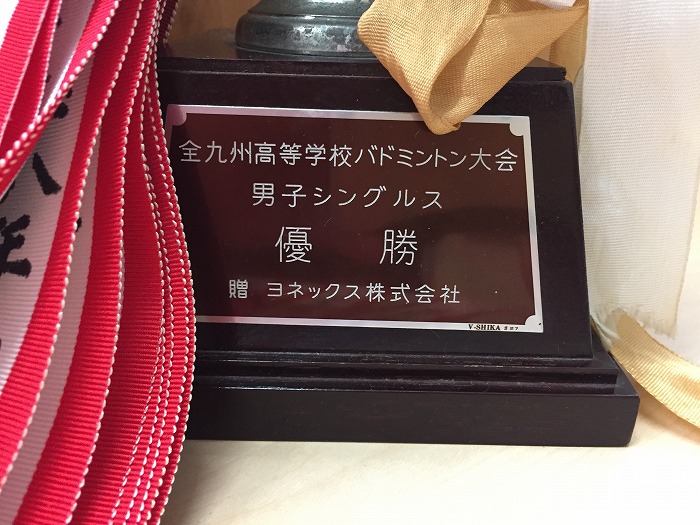 全九州高等学校バドミントン大会
男子シングルス
優 勝
贈 ヨネックス株式会社
V-SHIKA